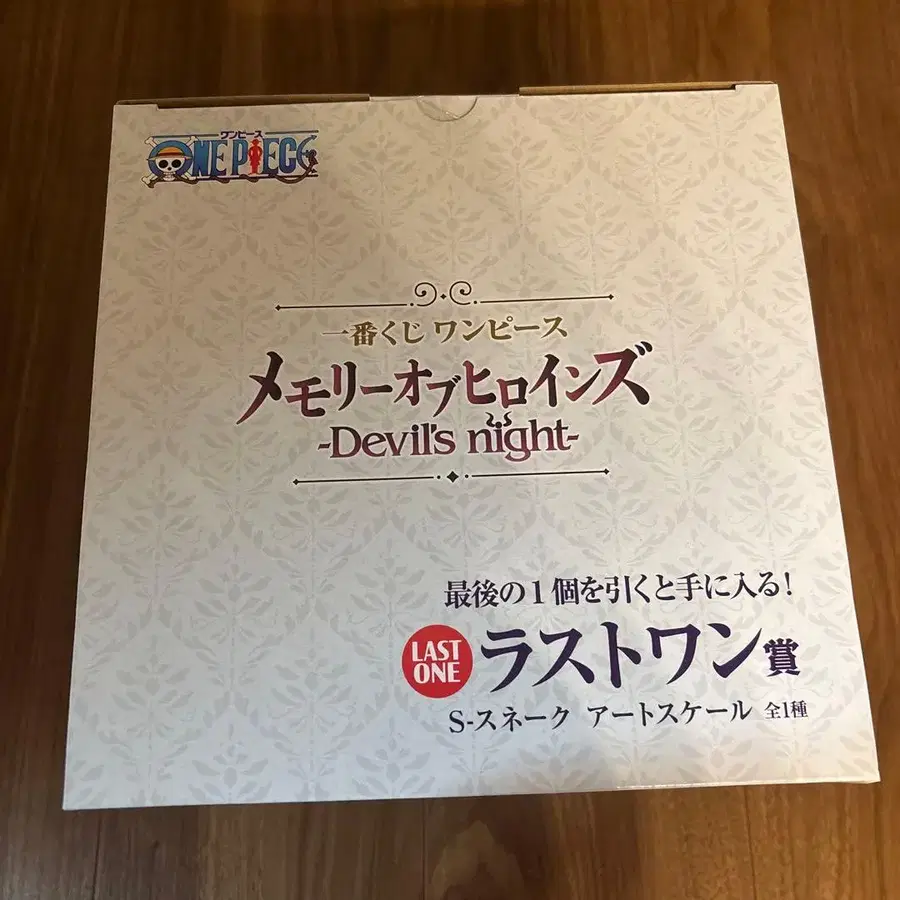 ワンピース
ONE PIECE
一番くじ ワンピース
メモリーオブヒロインズ
-Devil's night-
最後の1個を引くと手に入る!
LAST ONE ラストワン賞
S-スネーク アートスケール 全1種